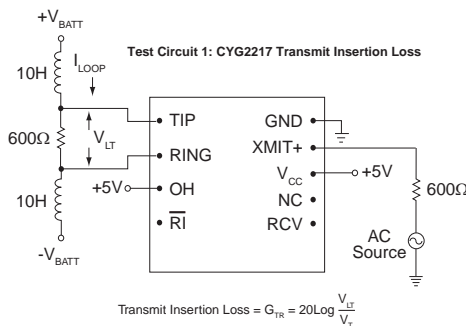 +V_BATT
Test Circuit 1: CYG2217 Transmit Insertion Loss
I_LOOP
10H
TIP
GND
600Ω
V_LT
XMIT+
RING
V_CC
+5V
600Ω
+5V
OH
10H
NC
R̅I̅
RCV
AC
Source
-V_BATT
Transmit Insertion Loss = G_TR = 20Log V_LT
V_T